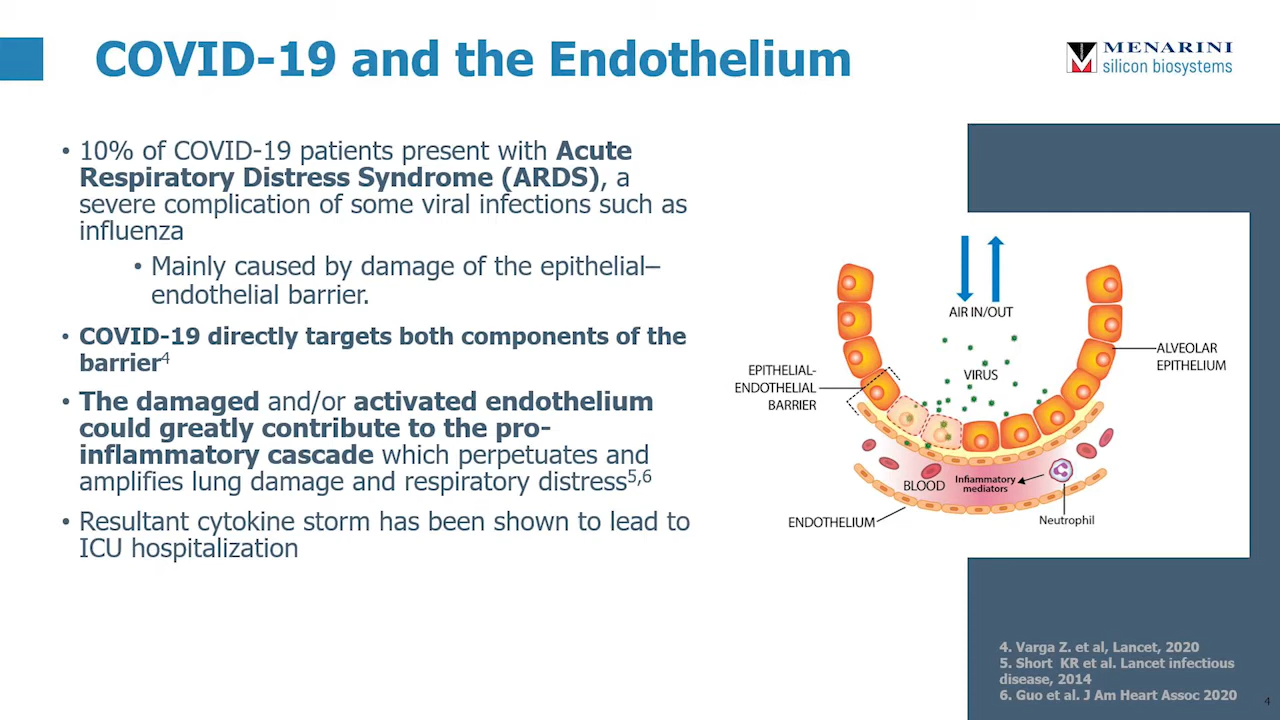 COVID-19 and the Endothelium
MENARINI
silicon biosystems
• 10% of COVID-19 patients present with Acute
Respiratory Distress Syndrome (ARDS), a
severe complication of some viral infections such as
influenza
• Mainly caused by damage of the epithelial–
endothelial barrier.
• COVID-19 directly targets both components of the
barrier4
• The damaged and/or activated endothelium
could greatly contribute to the pro-
inflammatory cascade which perpetuates and
amplifies lung damage and respiratory distress5,6
• Resultant cytokine storm has been shown to lead to
ICU hospitalization
AIR IN/OUT
VIRUS
ALVEOLAR
EPITHELIUM
EPITHELIAL-
ENDOTHELIAL
BARRIER
BLOOD
Inflammatory
mediators
ENDOTHELIUM
Neutrophil
4. Varga Z. et al, Lancet, 2020
5. Short KR et al. Lancet infectious
disease, 2014
6. Guo et al. J Am Heart Assoc 2020
4